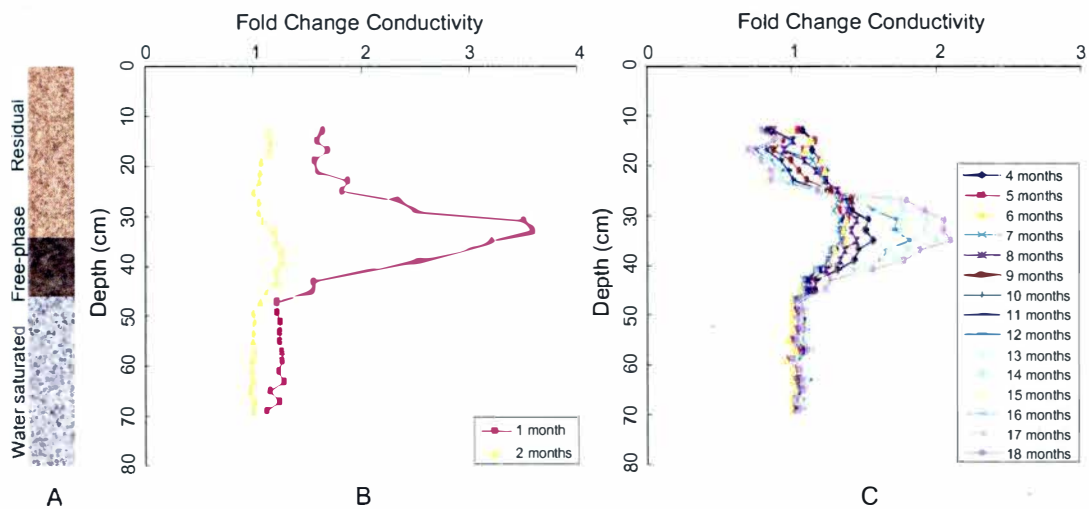 Fold Change Conductivity
0 1 2 3 4
Depth (cm)
0
10
20
30
40
50
60
70
80
Residual
Free-phase
Water saturated
1 month
2 months
A
B
Fold Change Conductivity
0 1 2 3
Depth (cm)
0
10
20
30
40
50
60
70
80
4 months
5 months
6 months
7 months
8 months
9 months
10 months
11 months
12 months
13 months
14 months
15 months
16 months
17 months
18 months
C